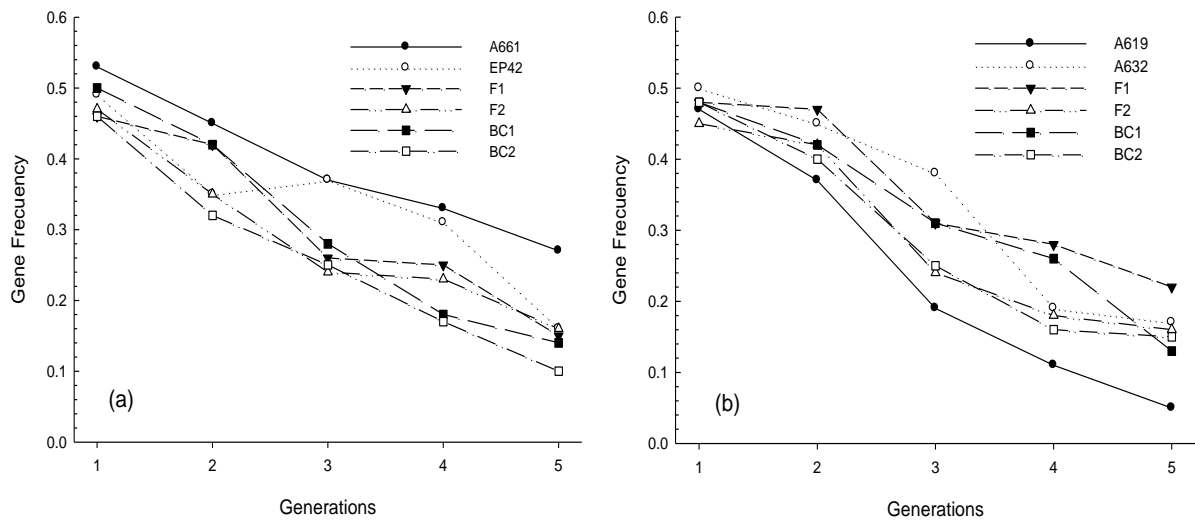 0.6
0.5
0.4
0.3
0.2
0.1
0.0
Gene Frecuency
A661
EP42
F1
F2
BC1
BC2
(a)
1 2 3 4 5
Generations
0.6
0.5
0.4
0.3
0.2
0.1
0.0
Gene Frecuency
A619
A632
F1
F2
BC1
BC2
(b)
1 2 3 4 5
Generations